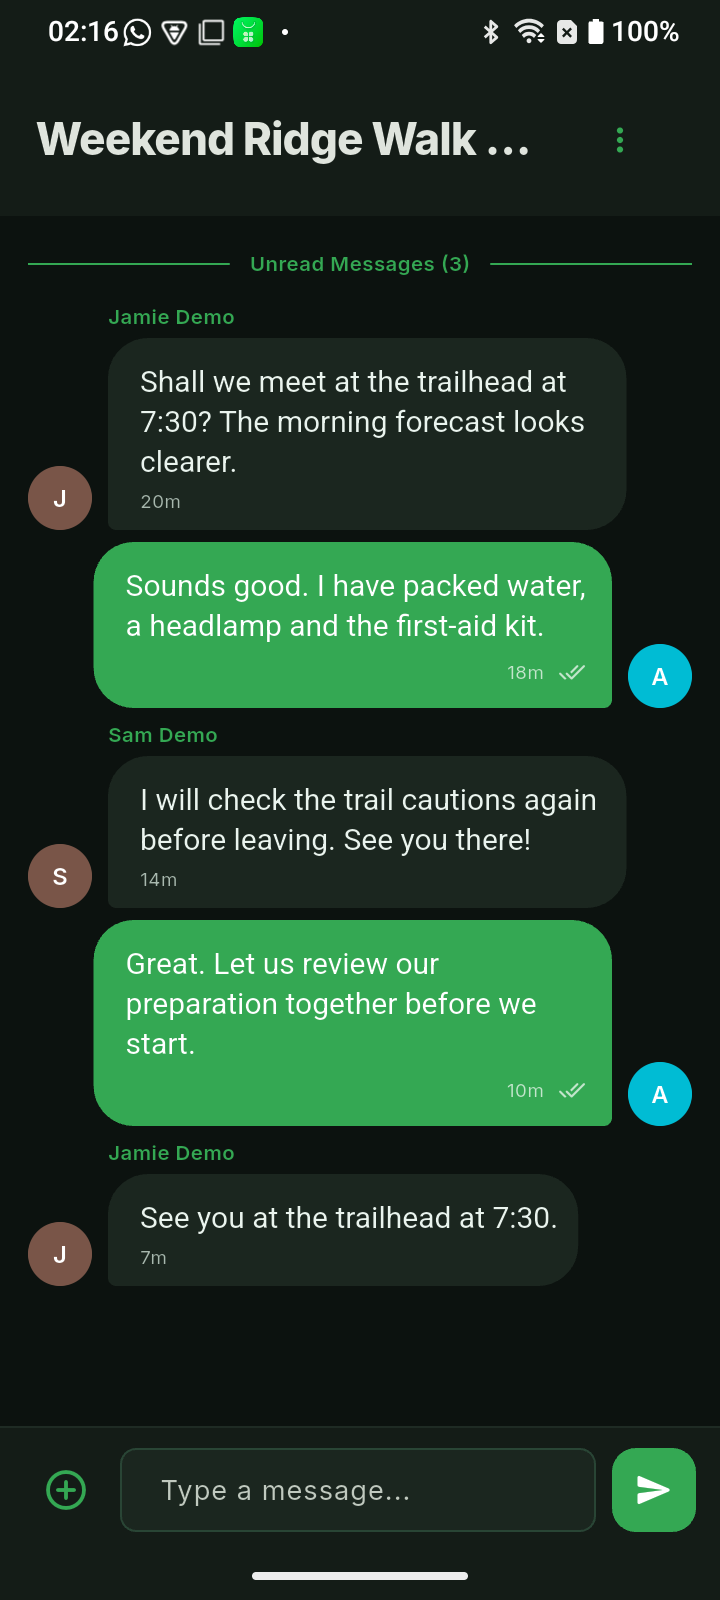 02:16
100%
Weekend Ridge Walk ...
Unread Messages (3)
Jamie Demo
Shall we meet at the trailhead at
7:30? The morning forecast looks
clearer.
20m
J
Sounds good. I have packed water,
a headlamp and the first-aid kit.
18m
A
Sam Demo
I will check the trail cautions again
before leaving. See you there!
14m
S
Great. Let us review our
preparation together before we
start.
10m
A
Jamie Demo
See you at the trailhead at 7:30.
7m
J
Type a message...